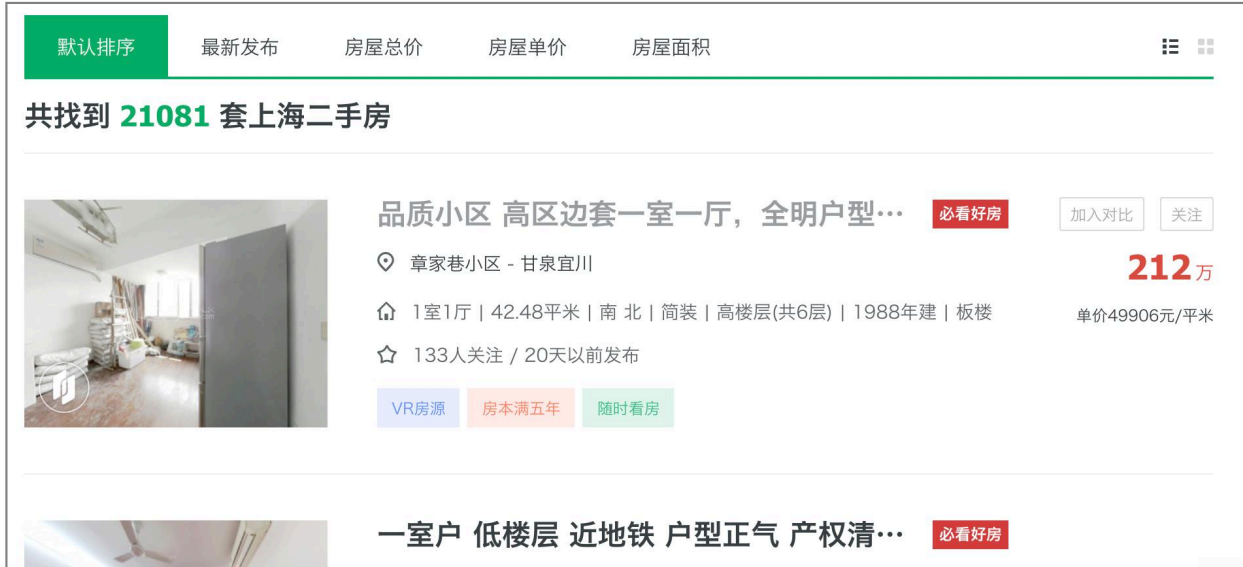 默认排序 最新发布 房屋总价 房屋单价 房屋面积
共找到 21081 套上海二手房
品质小区 高区边套一室一厅，全明户型… 必看好房 加入对比 关注
章家巷小区 - 甘泉宜川 212万
1室1厅 | 42.48平米 | 南 北 | 简装 | 高楼层(共6层) | 1988年建 | 板楼 单价49906元/平米
133人关注 / 20天以前发布
VR房源 房本满五年 随时看房
一室户 低楼层 近地铁 户型正气 产权清… 必看好房